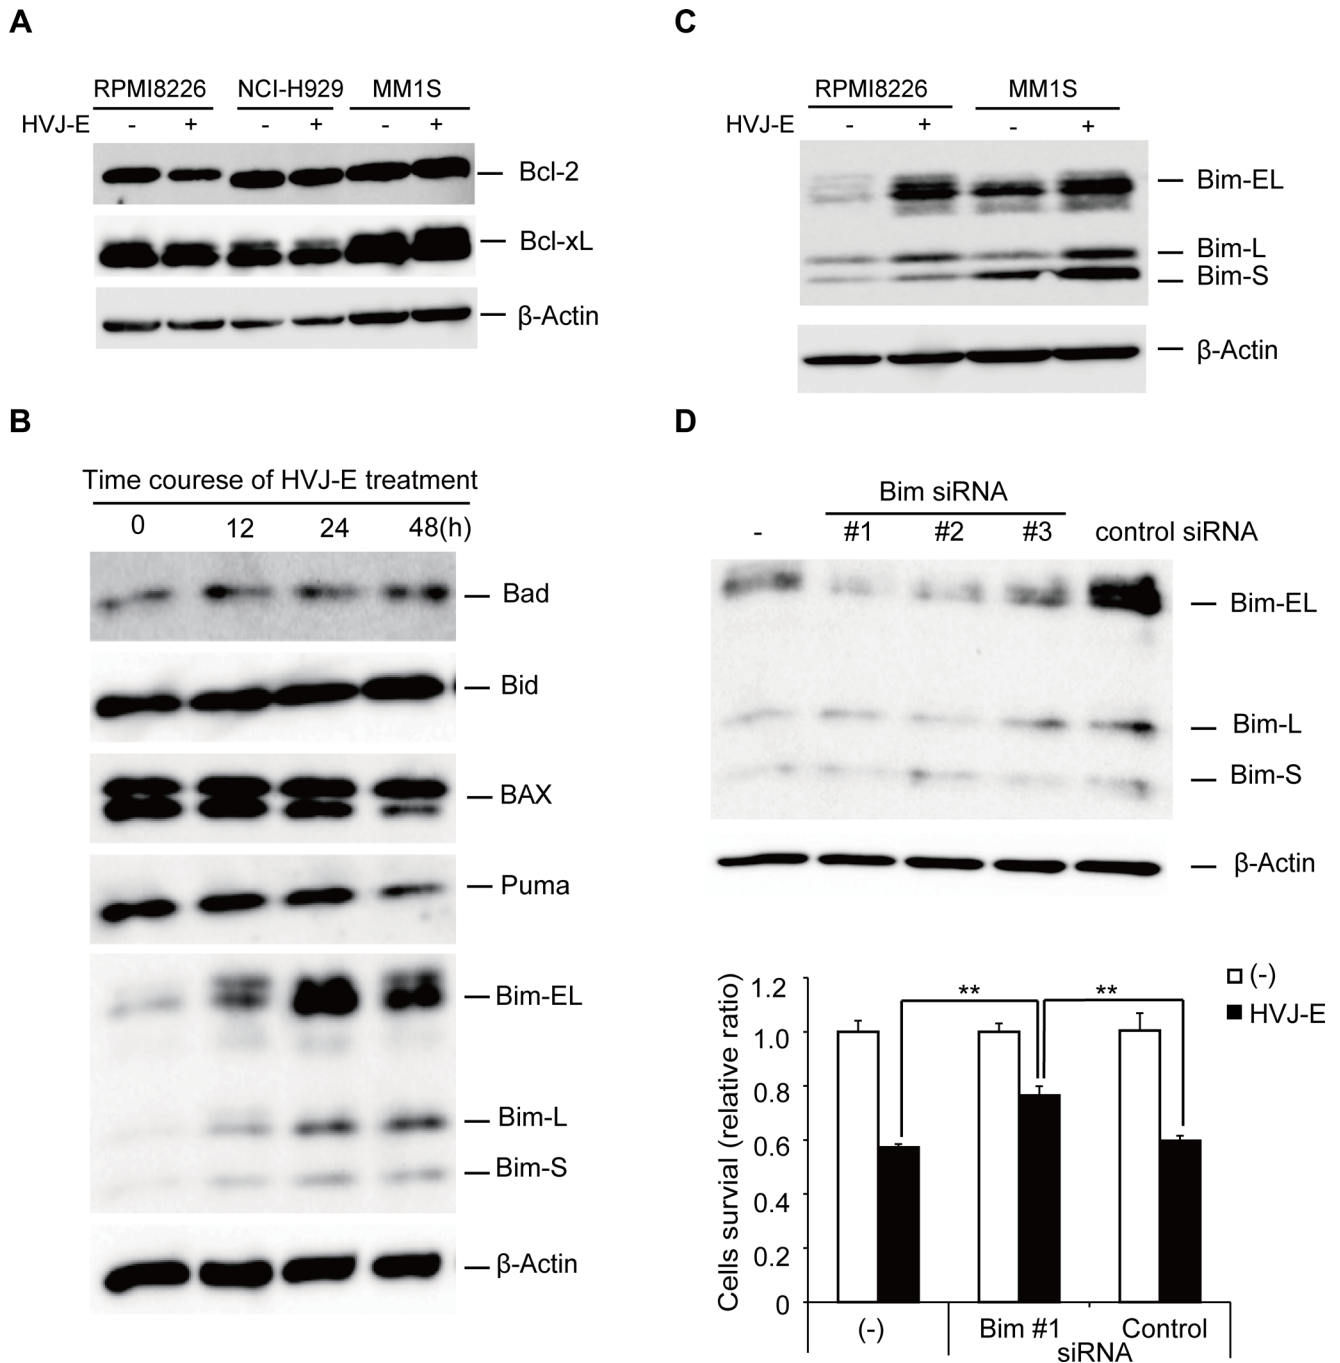 A
RPMI8226 NCI-H929 MM1S
HVJ-E - + - + - +
Bcl-2
Bcl-xL
β-Actin
B
Time courese of HVJ-E treatment
0 12 24 48(h)
Bad
Bid
BAX
Puma
Bim-EL
Bim-L
Bim-S
β-Actin
C
RPMI8226 MM1S
HVJ-E - + - +
Bim-EL
Bim-L
Bim-S
β-Actin
D
Bim siRNA
- #1 #2 #3 control siRNA
Bim-EL
Bim-L
Bim-S
β-Actin
Cells survial (relative ratio)
1.2
1.0
0.8
0.6
0.4
0.2
0
** **
(-)
HVJ-E
(-) Bim #1 Control
siRNA